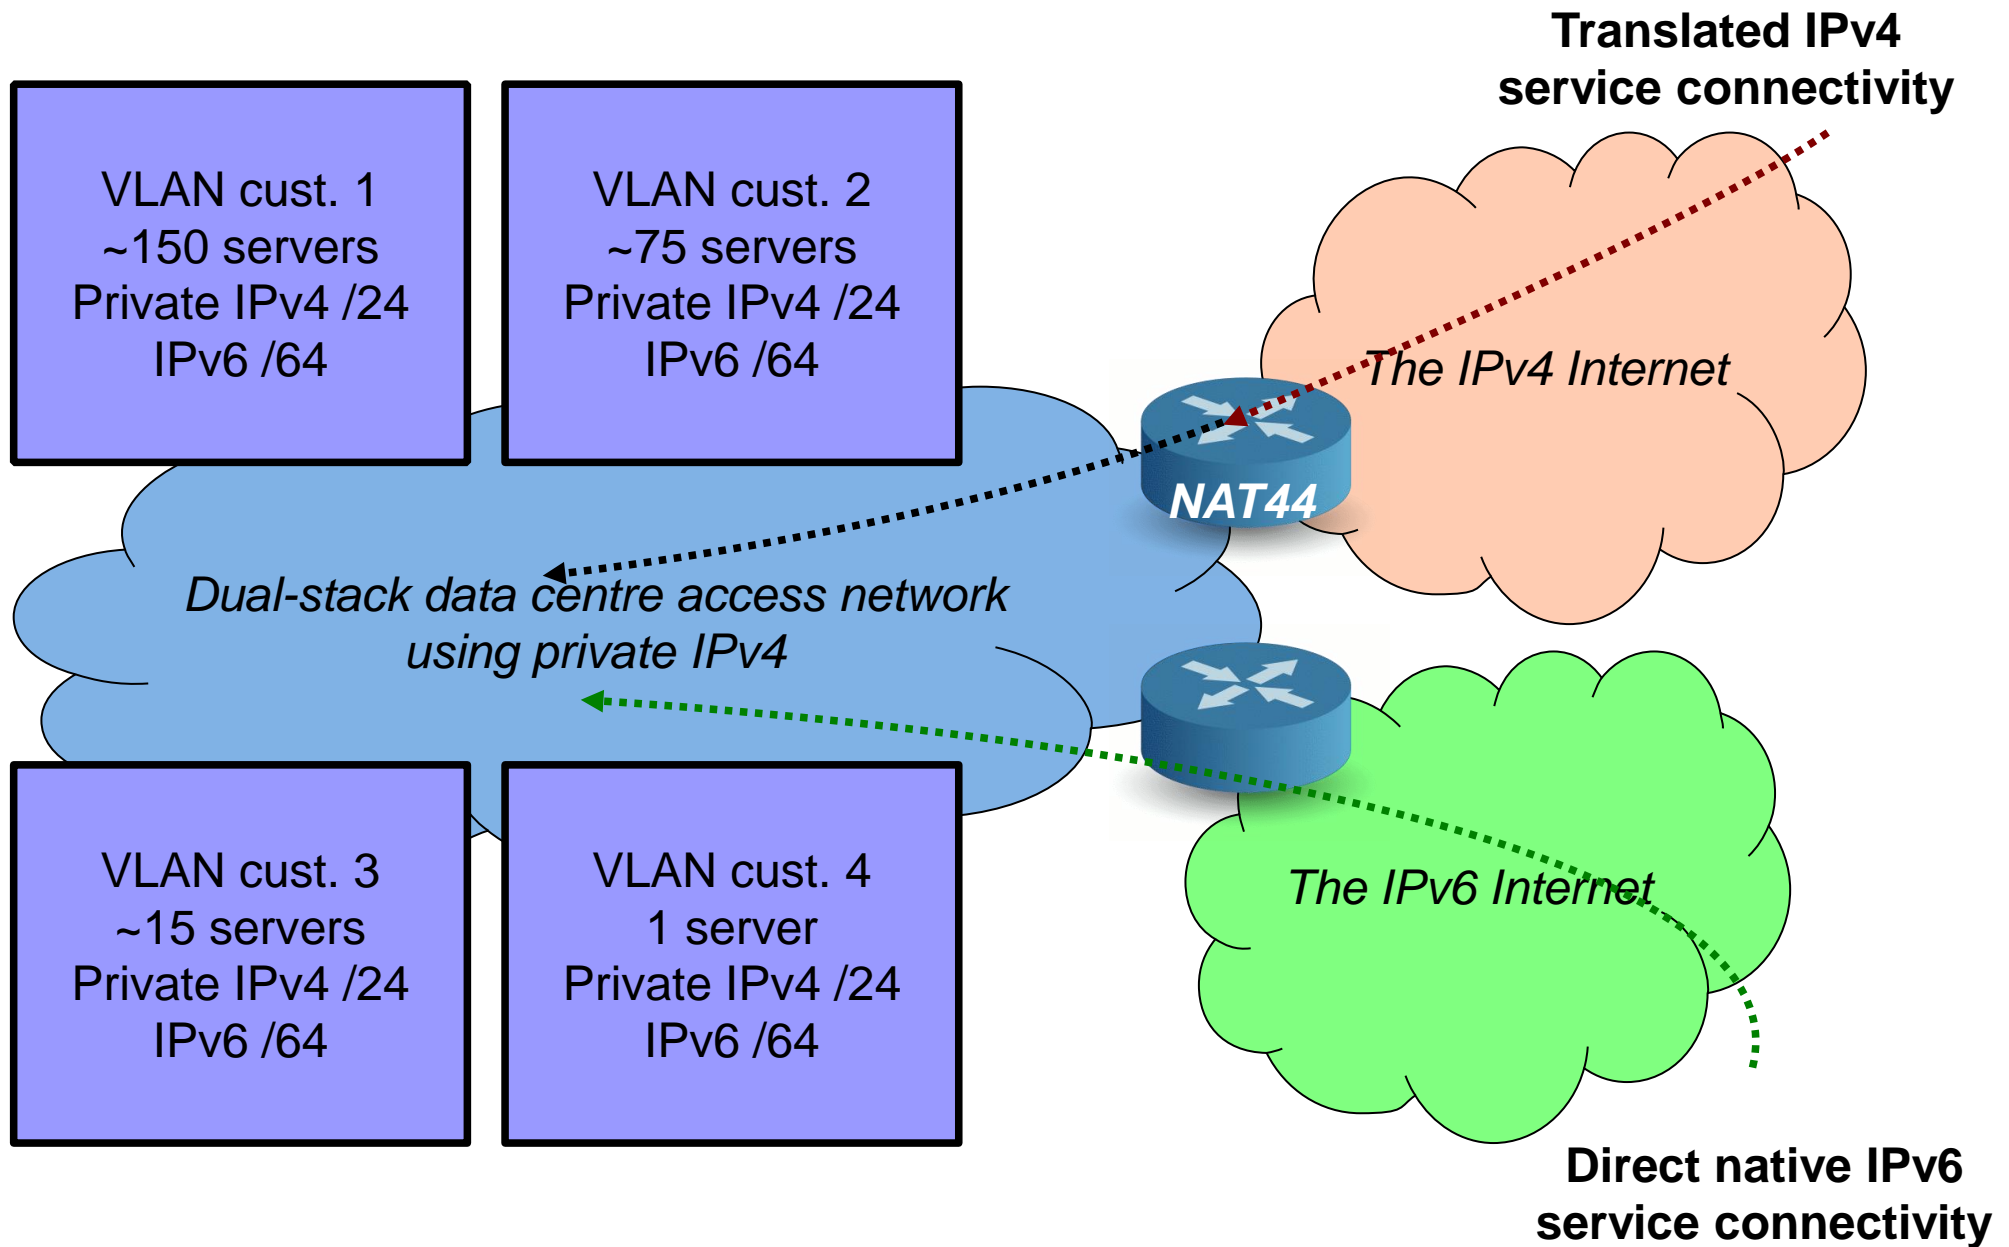 Translated IPv4
service connectivity
VLAN cust. 1
~150 servers
Private IPv4 /24
IPv6 /64
VLAN cust. 2
~75 servers
Private IPv4 /24
IPv6 /64
The IPv4 Internet
NAT44
Dual-stack data centre access network
using private IPv4
VLAN cust. 3
~15 servers
Private IPv4 /24
IPv6 /64
VLAN cust. 4
1 server
Private IPv4 /24
IPv6 /64
The IPv6 Internet
Direct native IPv6
service connectivity